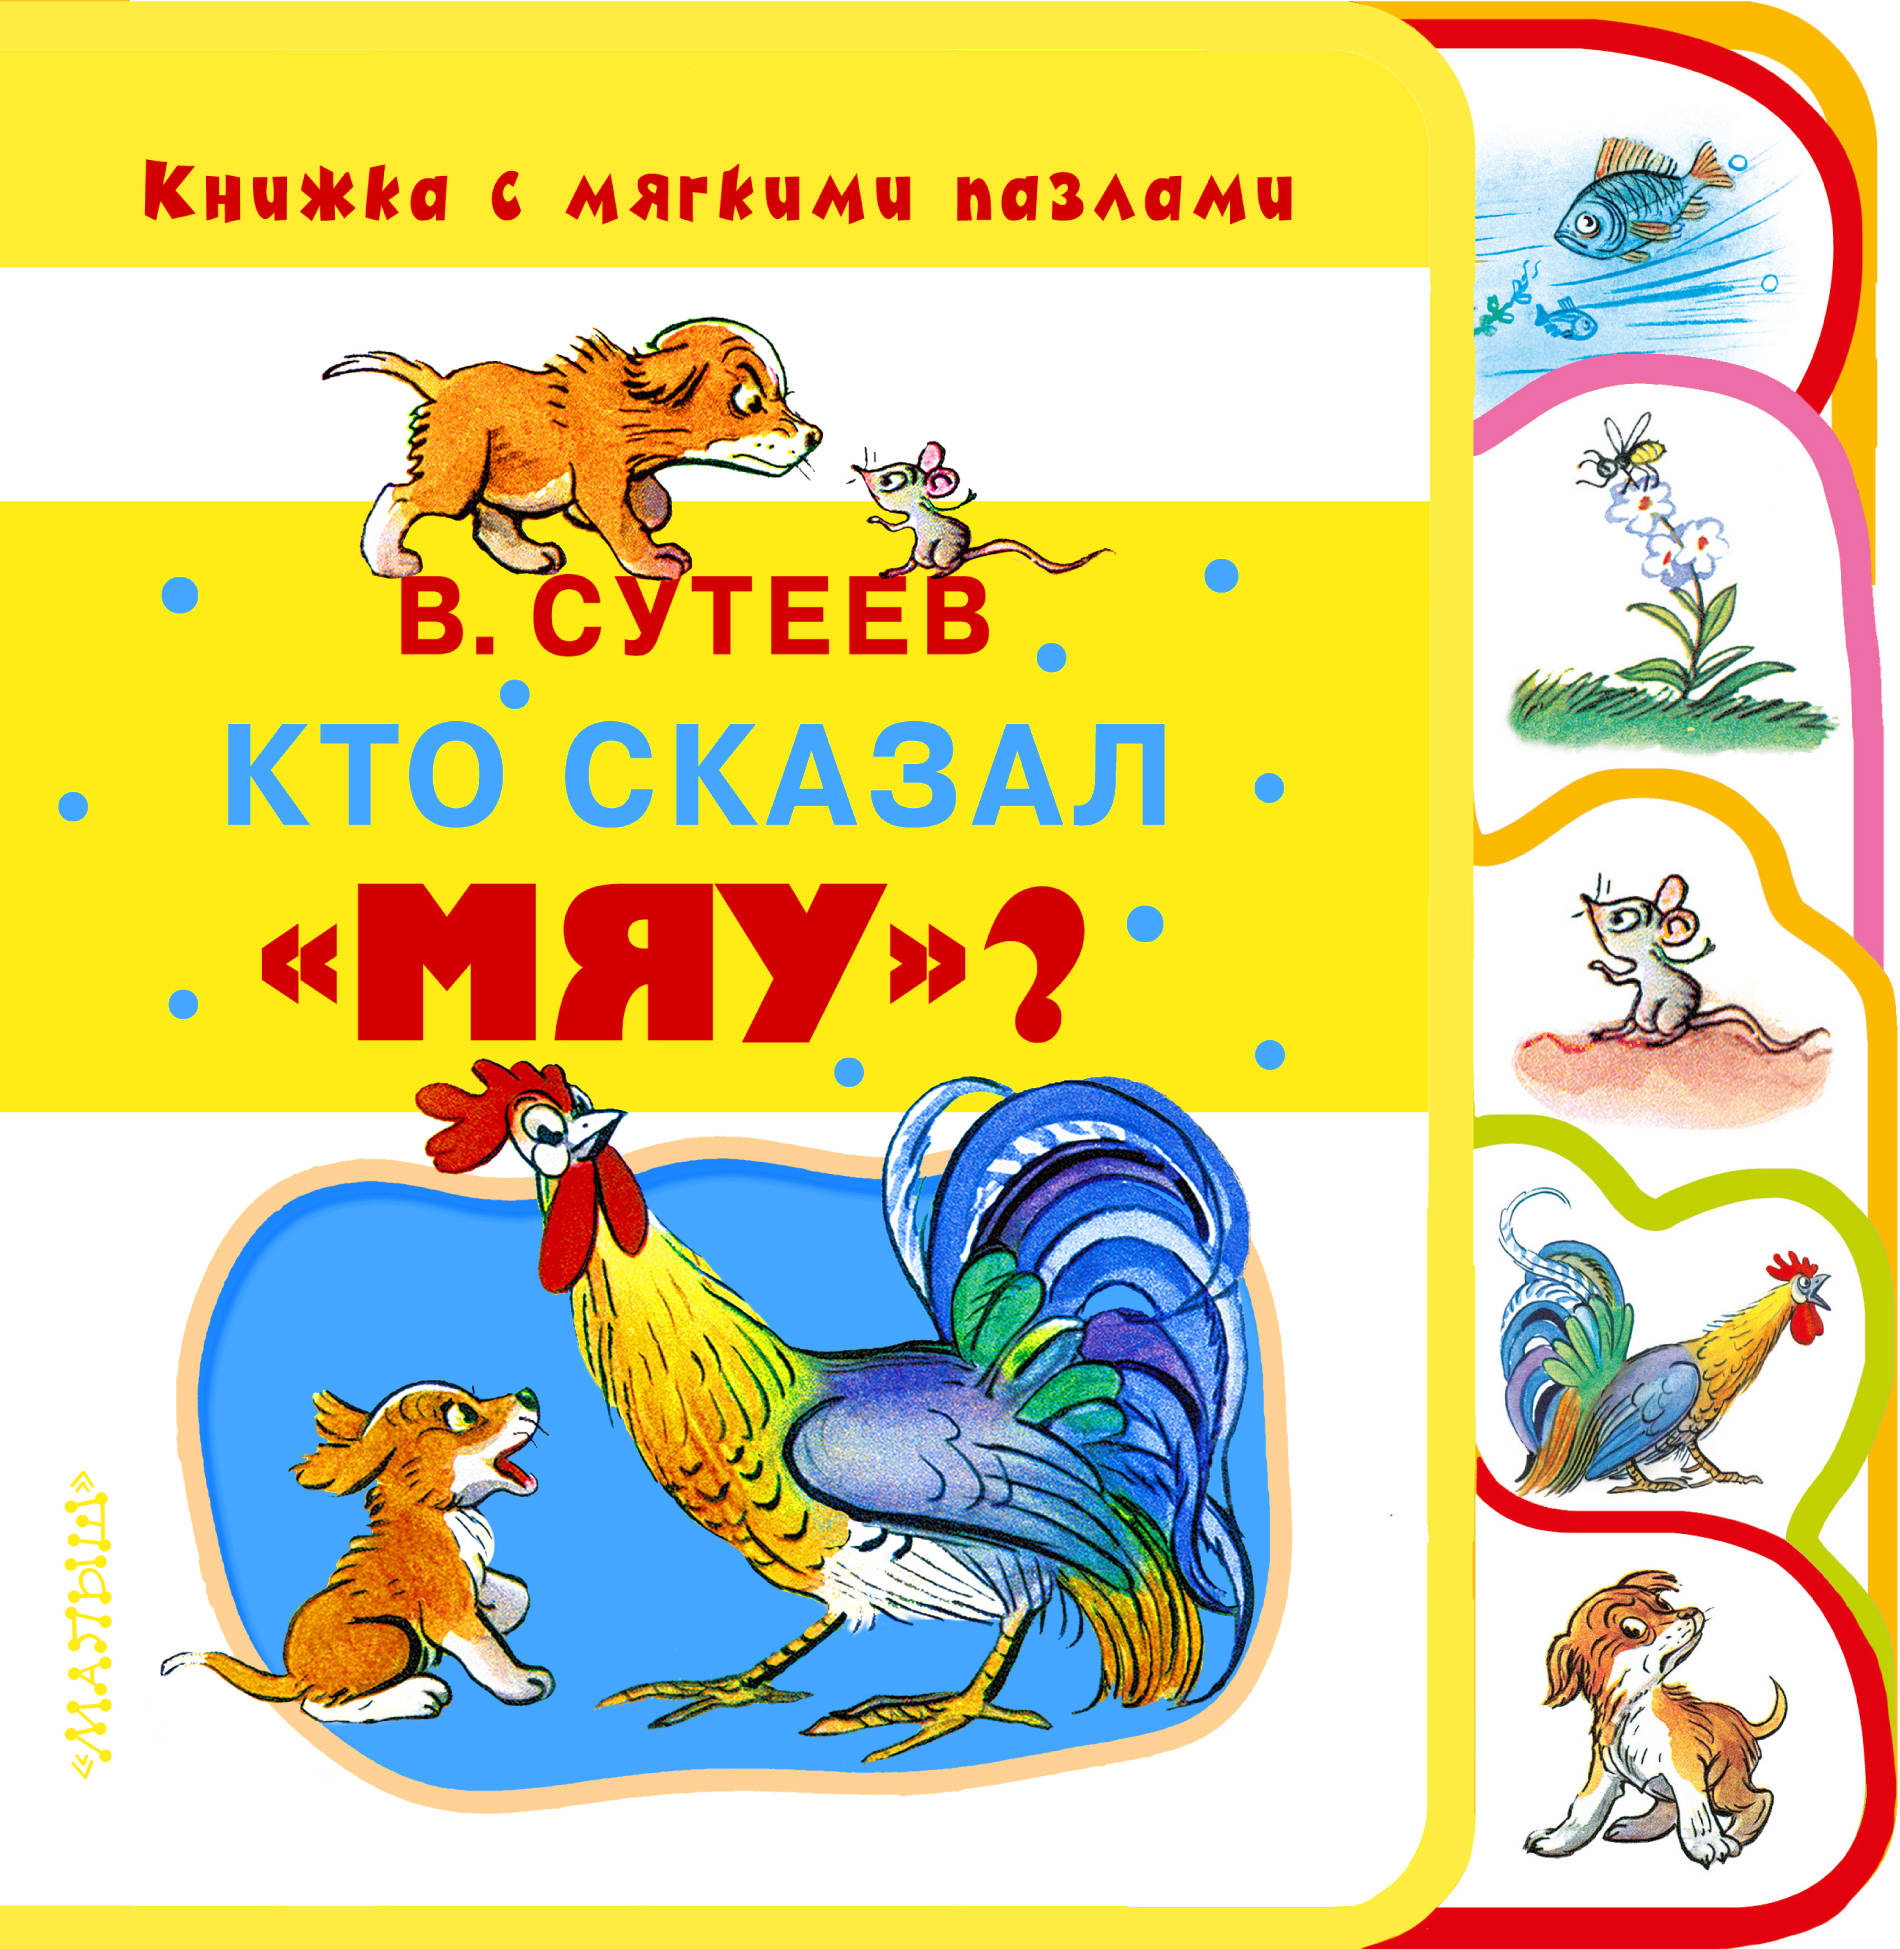 Книжка с мягкими пазлами
В. СУТЕЕВ
КТО СКАЗАЛ
«МЯУ»?
«МАЛЫШ»